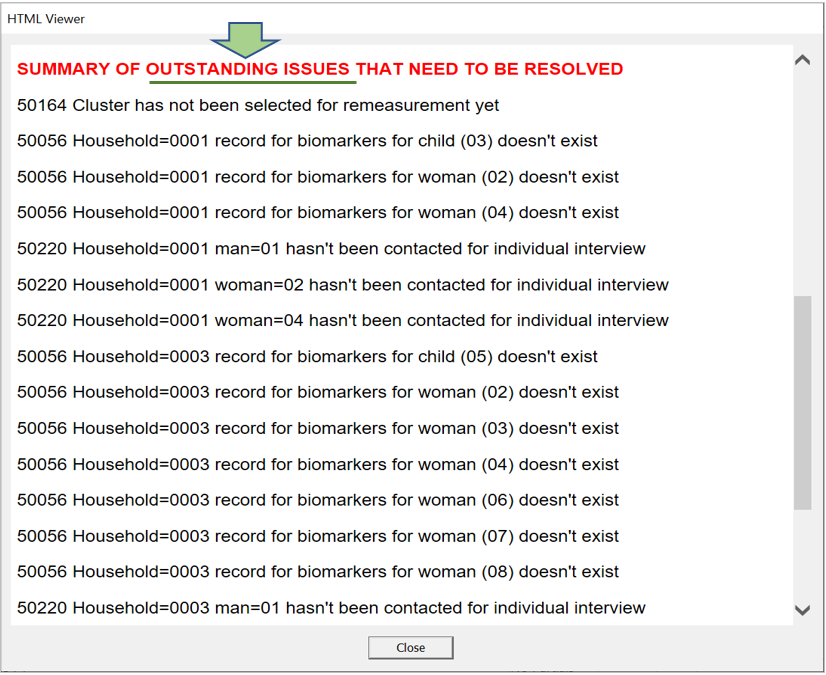 HTML Viewer
SUMMARY OF OUTSTANDING ISSUES THAT NEED TO BE RESOLVED
50164 Cluster has not been selected for remeasurement yet
50056 Household=0001 record for biomarkers for child (03) doesn't exist
50056 Household=0001 record for biomarkers for woman (02) doesn't exist
50056 Household=0001 record for biomarkers for woman (04) doesn't exist
50220 Household=0001 man=01 hasn't been contacted for individual interview
50220 Household=0001 woman=02 hasn't been contacted for individual interview
50220 Household=0001 woman=04 hasn't been contacted for individual interview
50056 Household=0003 record for biomarkers for child (05) doesn't exist
50056 Household=0003 record for biomarkers for woman (02) doesn't exist
50056 Household=0003 record for biomarkers for woman (03) doesn't exist
50056 Household=0003 record for biomarkers for woman (04) doesn't exist
50056 Household=0003 record for biomarkers for woman (06) doesn't exist
50056 Household=0003 record for biomarkers for woman (07) doesn't exist
50056 Household=0003 record for biomarkers for woman (08) doesn't exist
50220 Household=0003 man=01 hasn't been contacted for individual interview
Close